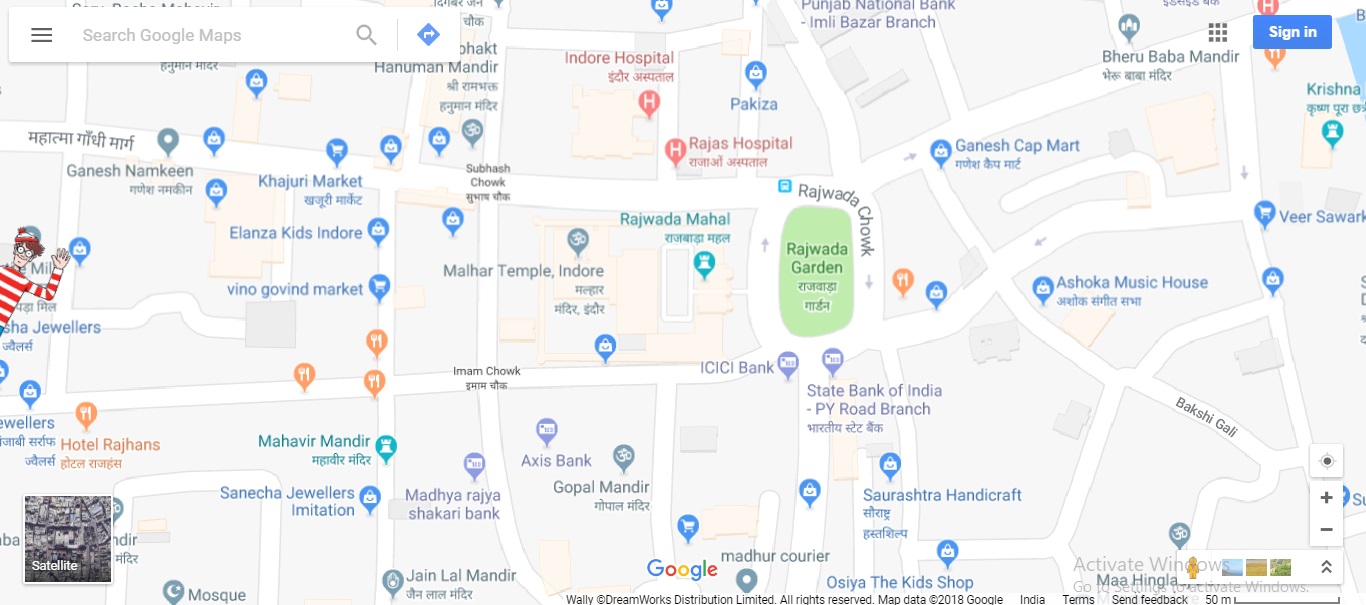 Search Google Maps
चौक
Punjab National Bank
- Imli Bazar Branch
Sign in
Hanuman Mandir
श्री रामभक्त
हनुमान मंदिर
Indore Hospital
इंदौर अस्पताल
Pakiza
Bheru Baba Mandir
भेरू बाबा मंदिर
Krishna
महात्मा गाँधी मार्ग
Ganesh Namkeen
गणेश नमकीन
Khajuri Market
खजूरी मार्केट
Subhash
Chowk
सुभाष चौक
Rajas Hospital
राजाओं अस्पताल
Ganesh Cap Mart
गणेश कैप मार्ट
Rajwada Chowk
Elanza Kids Indore
Rajwada Mahal
राजबाड़ा महल
Veer Sawark
Malhar Temple, Indore
मल्हार
मंदिर, इंदौर
Rajwada
Garden
राजवाड़ा
गार्डन
vino govind market
Ashoka Music House
अशोक संगीत सभा
sha Jewellers
ज्वैलर्स
Imam Chowk
इमाम चौक
ICICI Bank
State Bank of India
- PY Road Branch
भारतीय स्टेट बैंक
Bakshi Gali
ewellers
ज्वैलर्स
Hotel Rajhans
होटल राजहंस
Mahavir Mandir
महावीर मंदिर
Axis Bank
Gopal Mandir
गोपाल मंदिर
Sanecha Jewellers
Imitation
Madhya rajya
shakari bank
Saurashtra Handicraft
सौराष्ट्र
हस्तशिल्प
Satellite
मंदिर
Mosque
Jain Lal Mandir
जैन लाल मंदिर
Google
madhur courier
Osiya The Kids Shop
Maa Hingla
Activate Windows
Go to Settings to activate Windows.
Wally ©DreamWorks Distribution Limited. All rights reserved. Map data ©2018 Google India Terms Send feedback 50 m